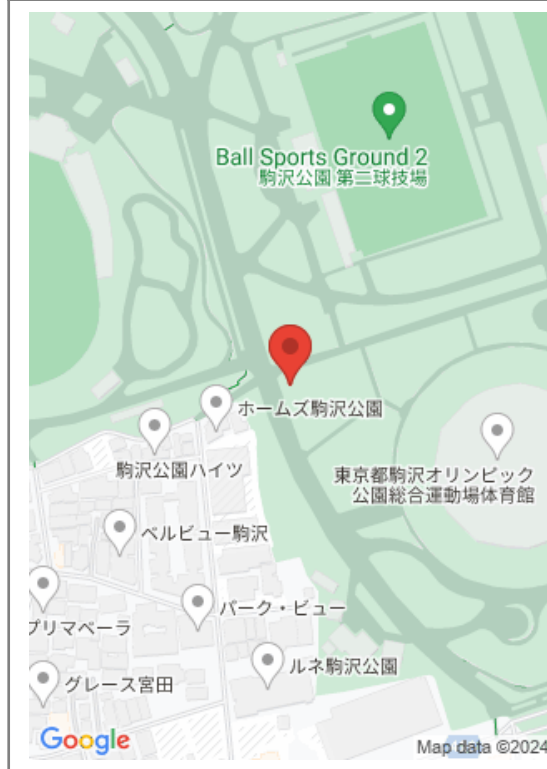 Ball Sports Ground 2
駒沢公園 第二球技場
ホームズ駒沢公園
駒沢公園ハイツ
東京都駒沢オリンピック
公園総合運動場体育館
ベルビュー駒沢
パーク・ビュー
プリマベーラ
ルネ駒沢公園
グレース宮田
Google
Map data ©2024